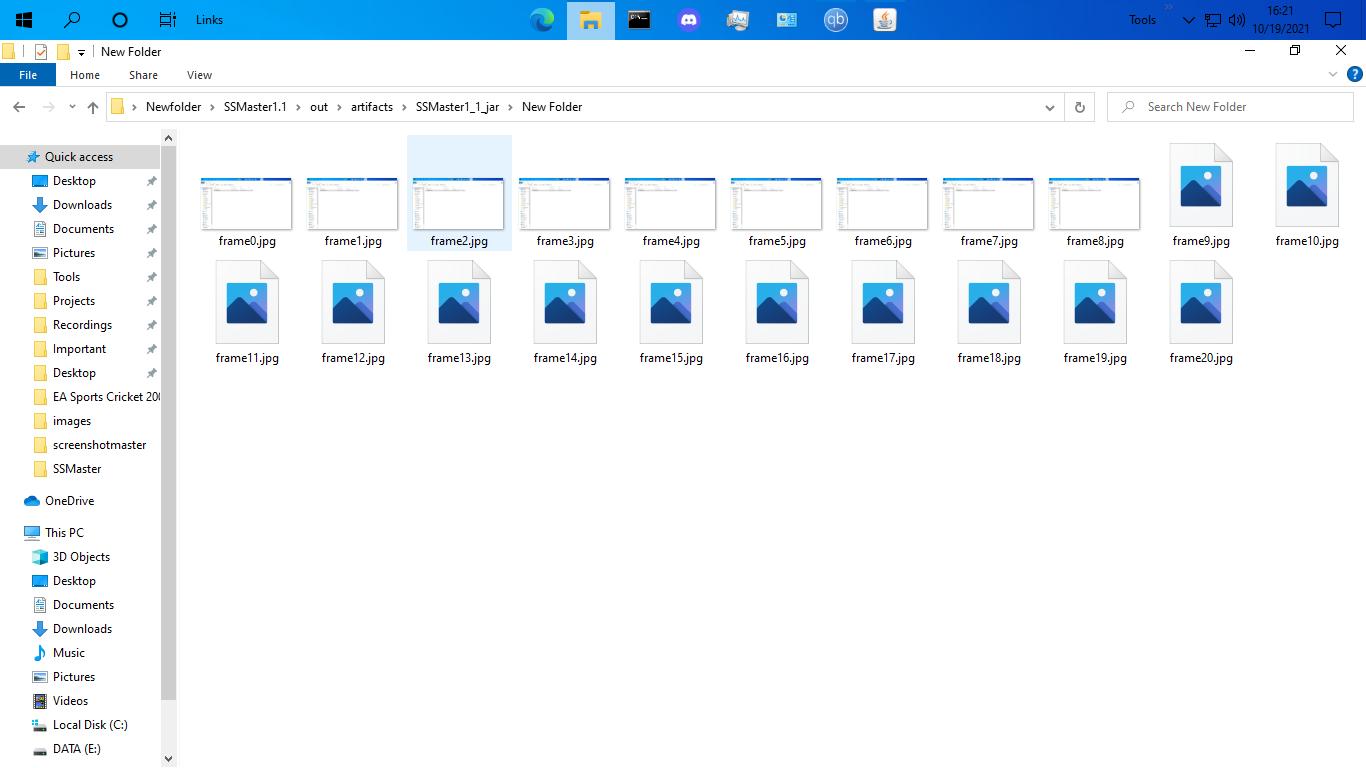 Links
Tools
16:21
10/19/2021
New Folder
File Home Share View
Newfolder SSMaster1.1 out artifacts SSMaster1_1_jar New Folder
Search New Folder
Quick access
Desktop
Downloads
Documents
Pictures
Tools
Projects
Recordings
Important
Desktop
EA Sports Cricket 200
images
screenshotmaster
SSMaster
OneDrive
This PC
3D Objects
Desktop
Documents
Downloads
Music
Pictures
Videos
Local Disk (C:)
DATA (E:)
frame0.jpg frame1.jpg frame2.jpg frame3.jpg frame4.jpg frame5.jpg frame6.jpg frame7.jpg frame8.jpg frame9.jpg frame10.jpg
frame11.jpg frame12.jpg frame13.jpg frame14.jpg frame15.jpg frame16.jpg frame17.jpg frame18.jpg frame19.jpg frame20.jpg